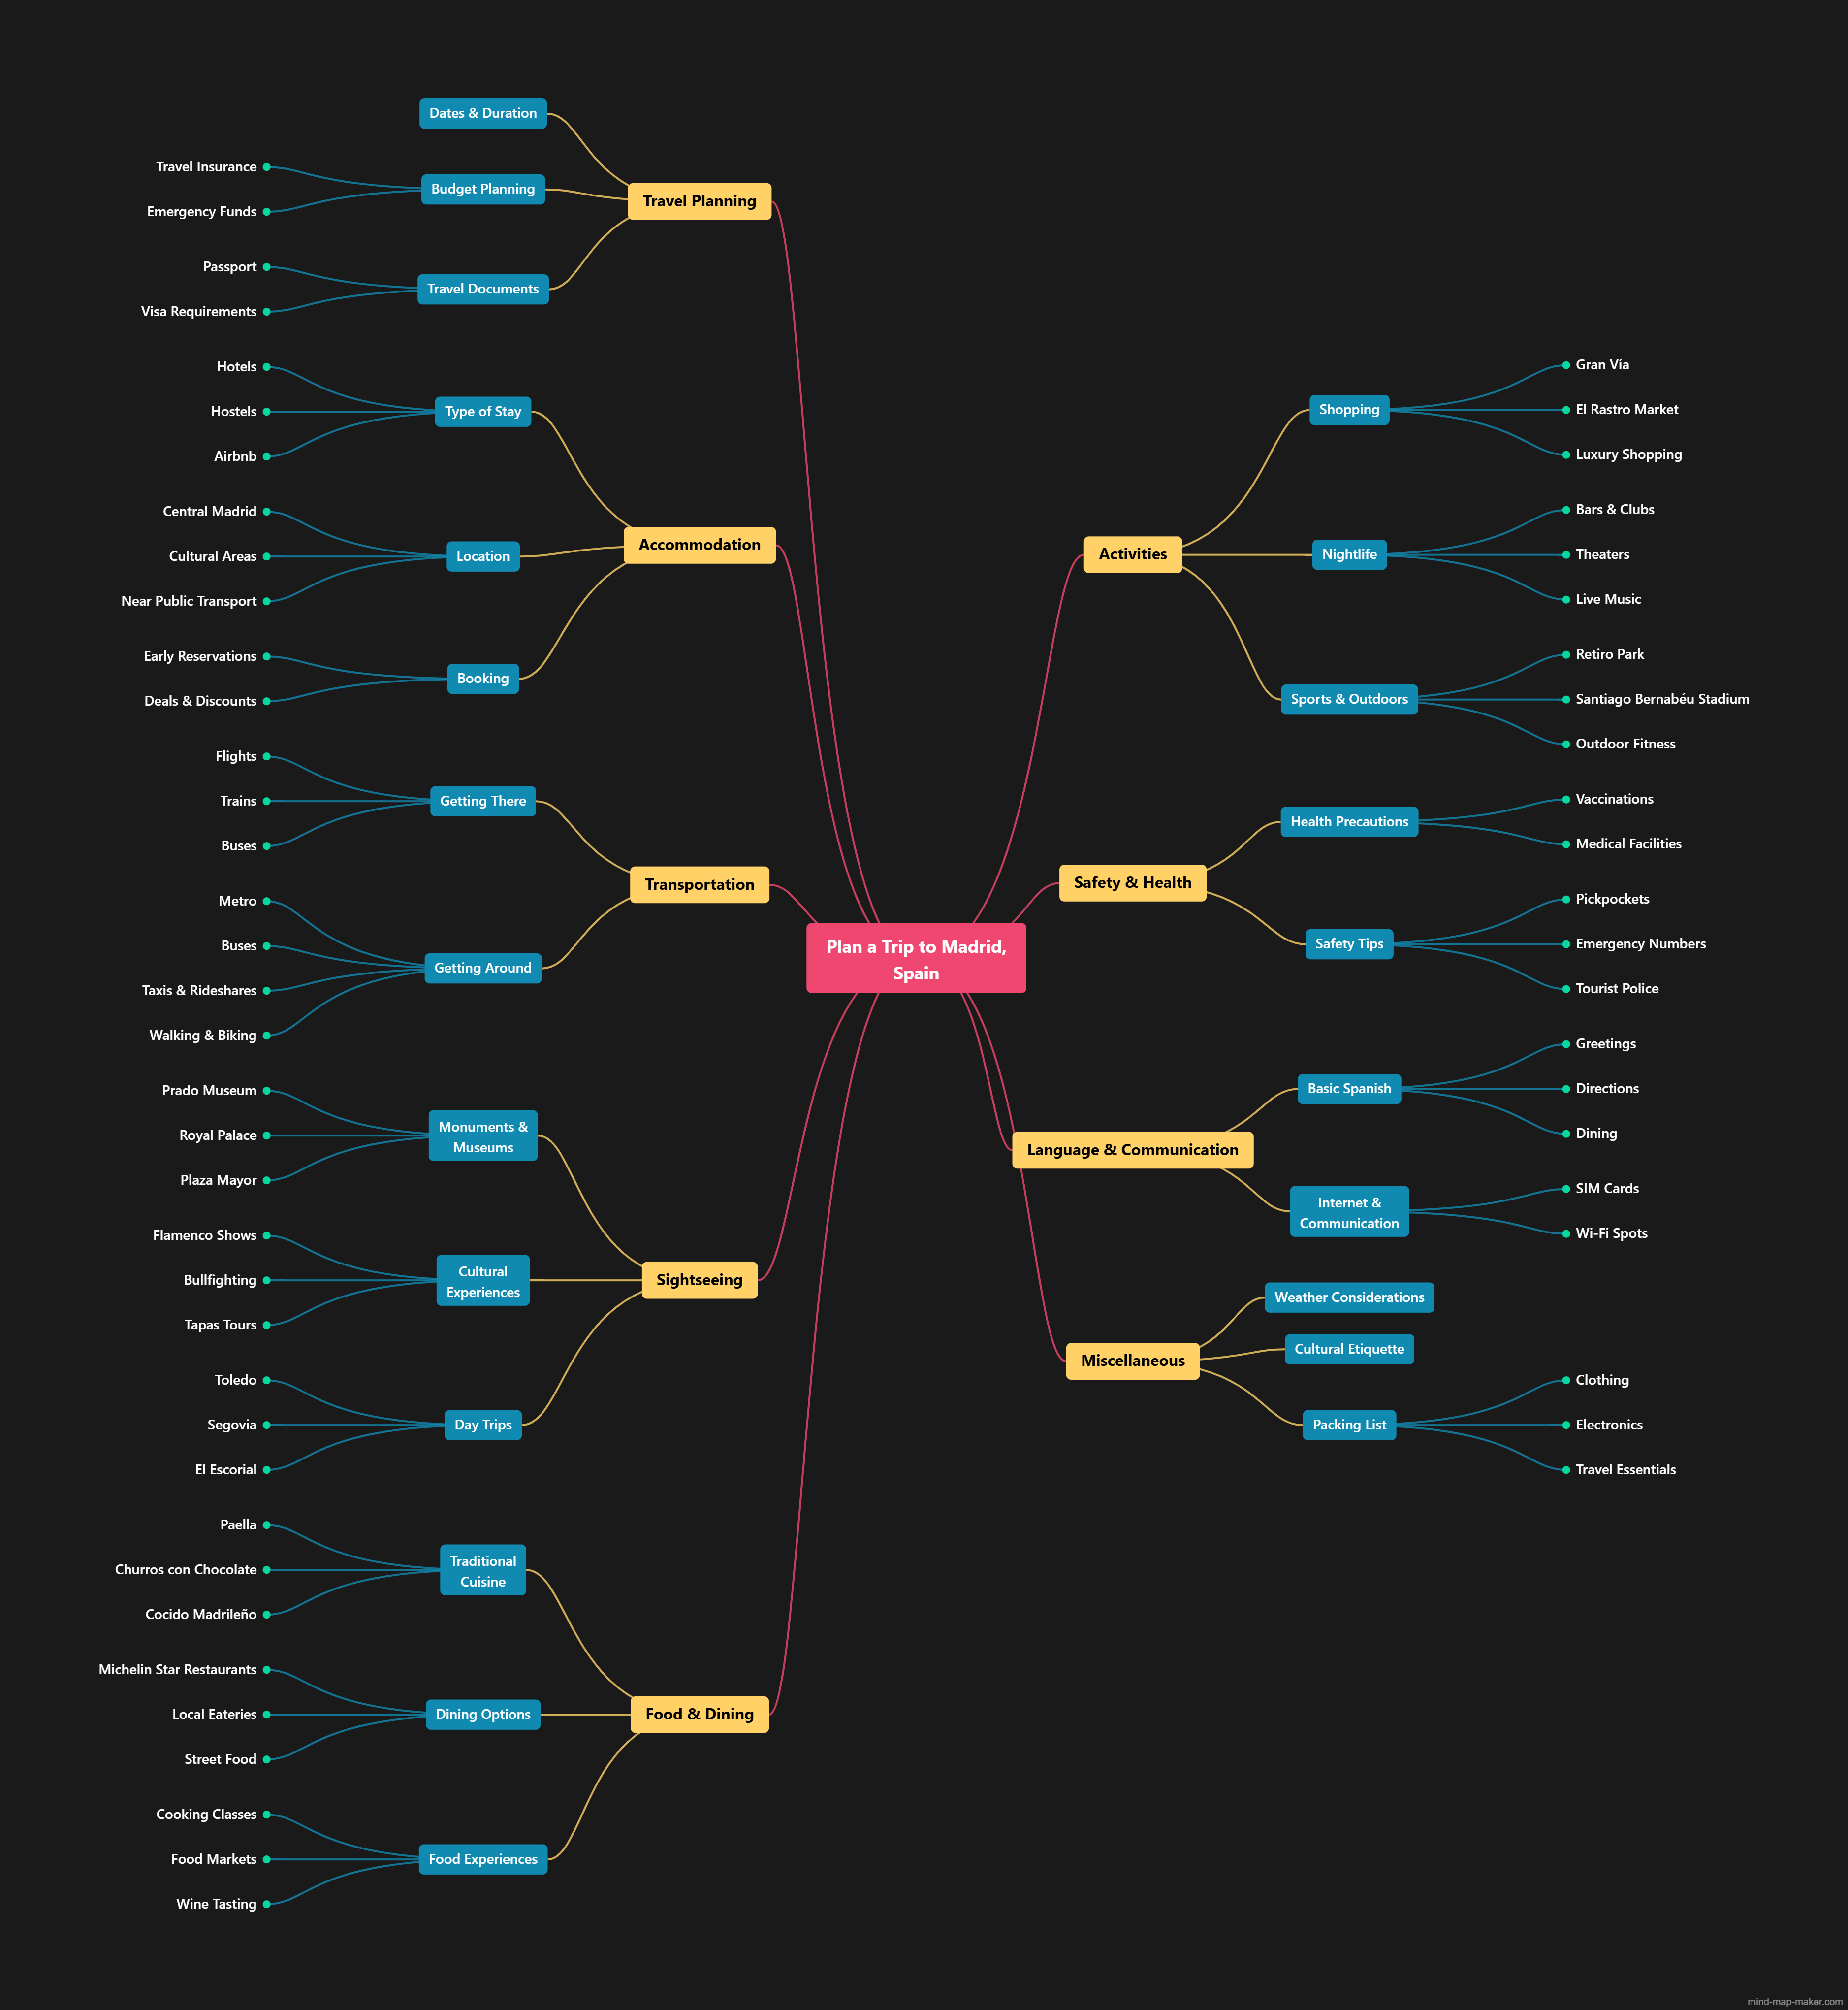 Plan a Trip to Madrid,
Spain
Travel Planning
Dates & Duration
Budget Planning
Travel Insurance
Emergency Funds
Travel Documents
Passport
Visa Requirements
Accommodation
Type of Stay
Hotels
Hostels
Airbnb
Location
Central Madrid
Cultural Areas
Near Public Transport
Booking
Early Reservations
Deals & Discounts
Transportation
Getting There
Flights
Trains
Buses
Getting Around
Metro
Buses
Taxis & Rideshares
Walking & Biking
Sightseeing
Monuments &
Museums
Prado Museum
Royal Palace
Plaza Mayor
Cultural
Experiences
Flamenco Shows
Bullfighting
Tapas Tours
Day Trips
Toledo
Segovia
El Escorial
Food & Dining
Traditional
Cuisine
Paella
Churros con Chocolate
Cocido Madrileño
Dining Options
Michelin Star Restaurants
Local Eateries
Street Food
Food Experiences
Cooking Classes
Food Markets
Wine Tasting
Activities
Shopping
Gran Vía
El Rastro Market
Luxury Shopping
Nightlife
Bars & Clubs
Theaters
Live Music
Sports & Outdoors
Retiro Park
Santiago Bernabéu Stadium
Outdoor Fitness
Safety & Health
Health Precautions
Vaccinations
Medical Facilities
Safety Tips
Pickpockets
Emergency Numbers
Tourist Police
Language & Communication
Basic Spanish
Greetings
Directions
Dining
Internet &
Communication
SIM Cards
Wi-Fi Spots
Miscellaneous
Weather Considerations
Cultural Etiquette
Packing List
Clothing
Electronics
Travel Essentials
mind-map-maker.com